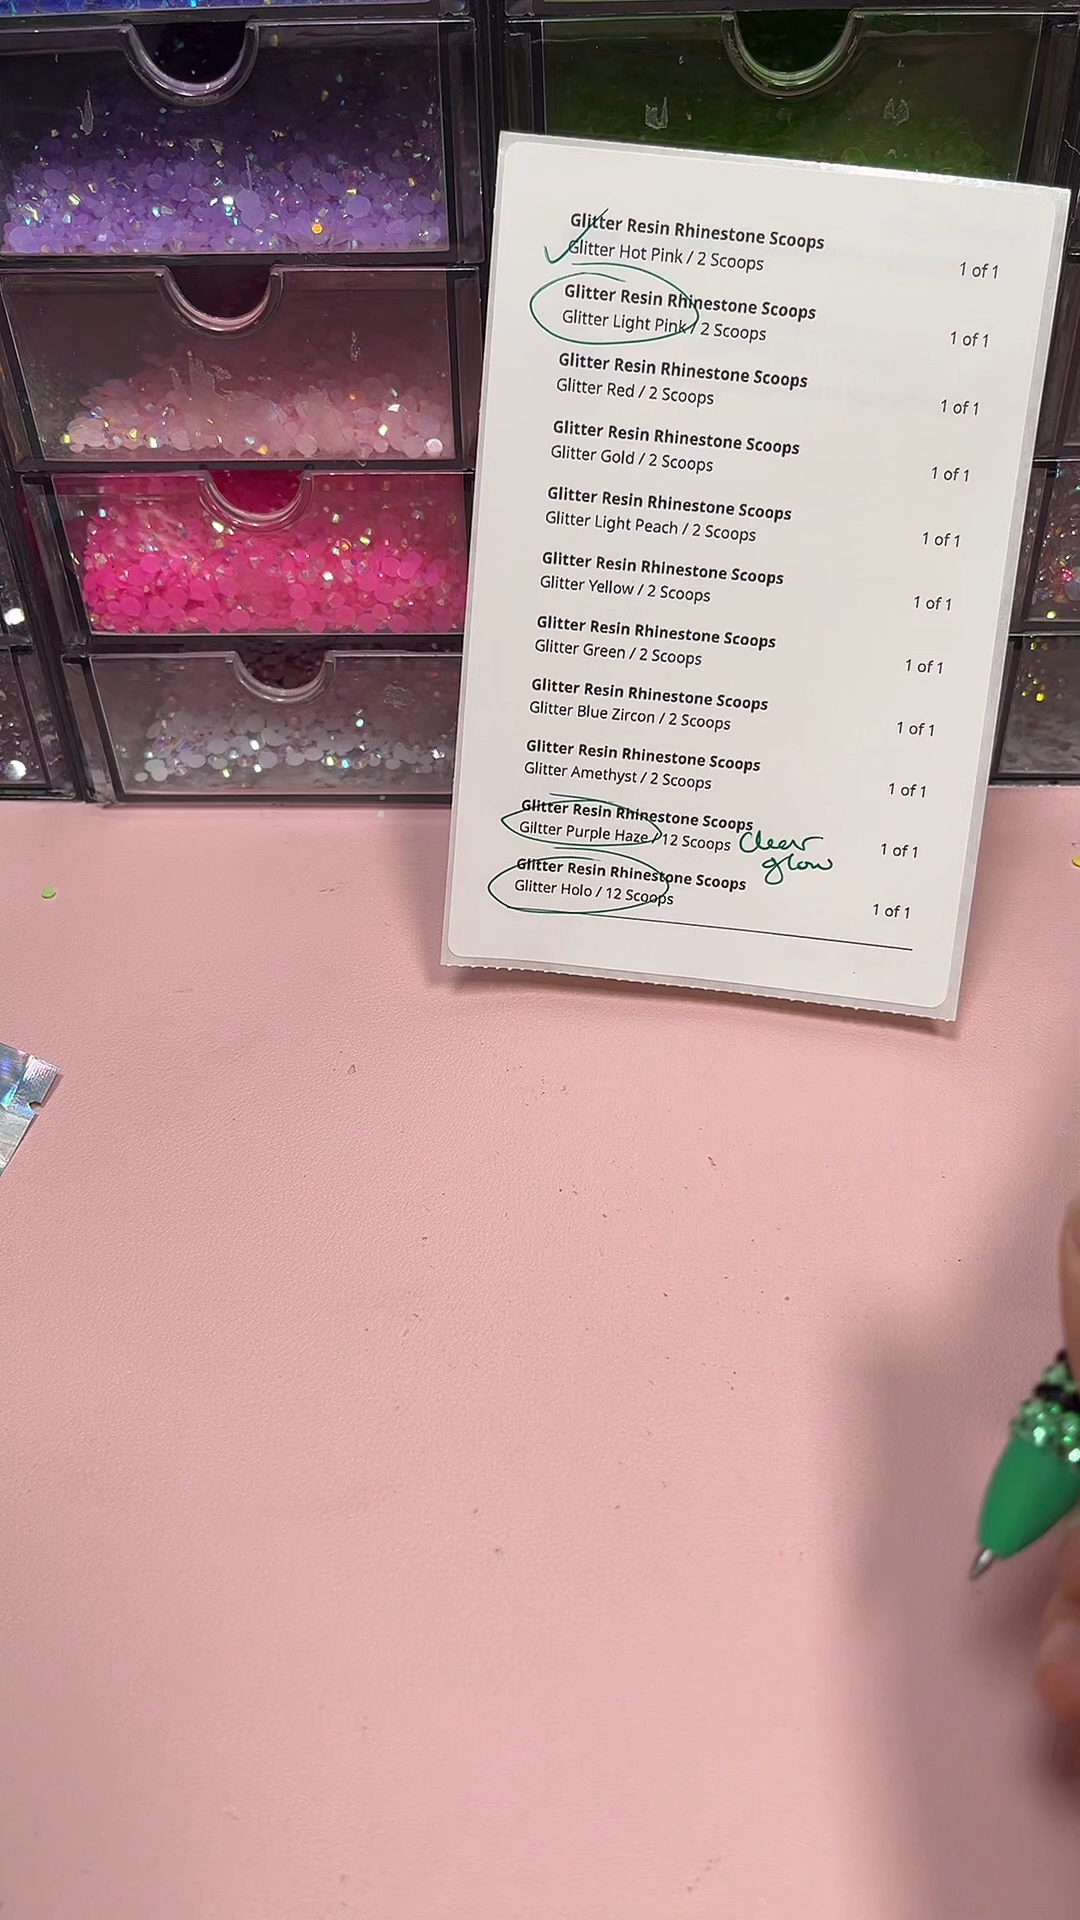 Glitter Resin Rhinestone Scoops
Glitter Hot Pink / 2 Scoops
1 of 1
Glitter Resin Rhinestone Scoops
Glitter Light Pink / 2 Scoops
1 of 1
Glitter Resin Rhinestone Scoops
Glitter Red / 2 Scoops
1 of 1
Glitter Resin Rhinestone Scoops
Glitter Gold / 2 Scoops
1 of 1
Glitter Resin Rhinestone Scoops
Glitter Light Peach / 2 Scoops
1 of 1
Glitter Resin Rhinestone Scoops
Glitter Yellow / 2 Scoops
1 of 1
Glitter Resin Rhinestone Scoops
Glitter Green / 2 Scoops
1 of 1
Glitter Resin Rhinestone Scoops
Glitter Blue Zircon / 2 Scoops
1 of 1
Glitter Resin Rhinestone Scoops
Glitter Amethyst / 2 Scoops
1 of 1
Glitter Resin Rhinestone Scoops
Giltter Purple Haze / 12 Scoops
Clear
glow
1 of 1
Glitter Resin Rhinestone Scoops
Glitter Holo / 12 Scoops
1 of 1